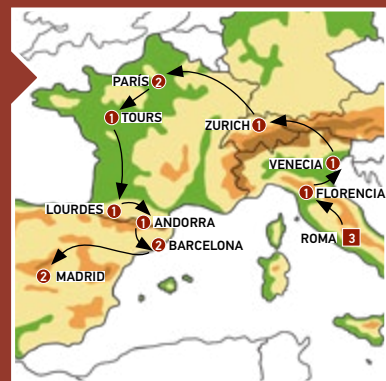 PARÍS 2
1 TOURS
ZURICH 1
VENECIA 1
1 FLORENCIA
LOURDES 1
1 ANDORRA
2 BARCELONA
ROMA 3
2 MADRID